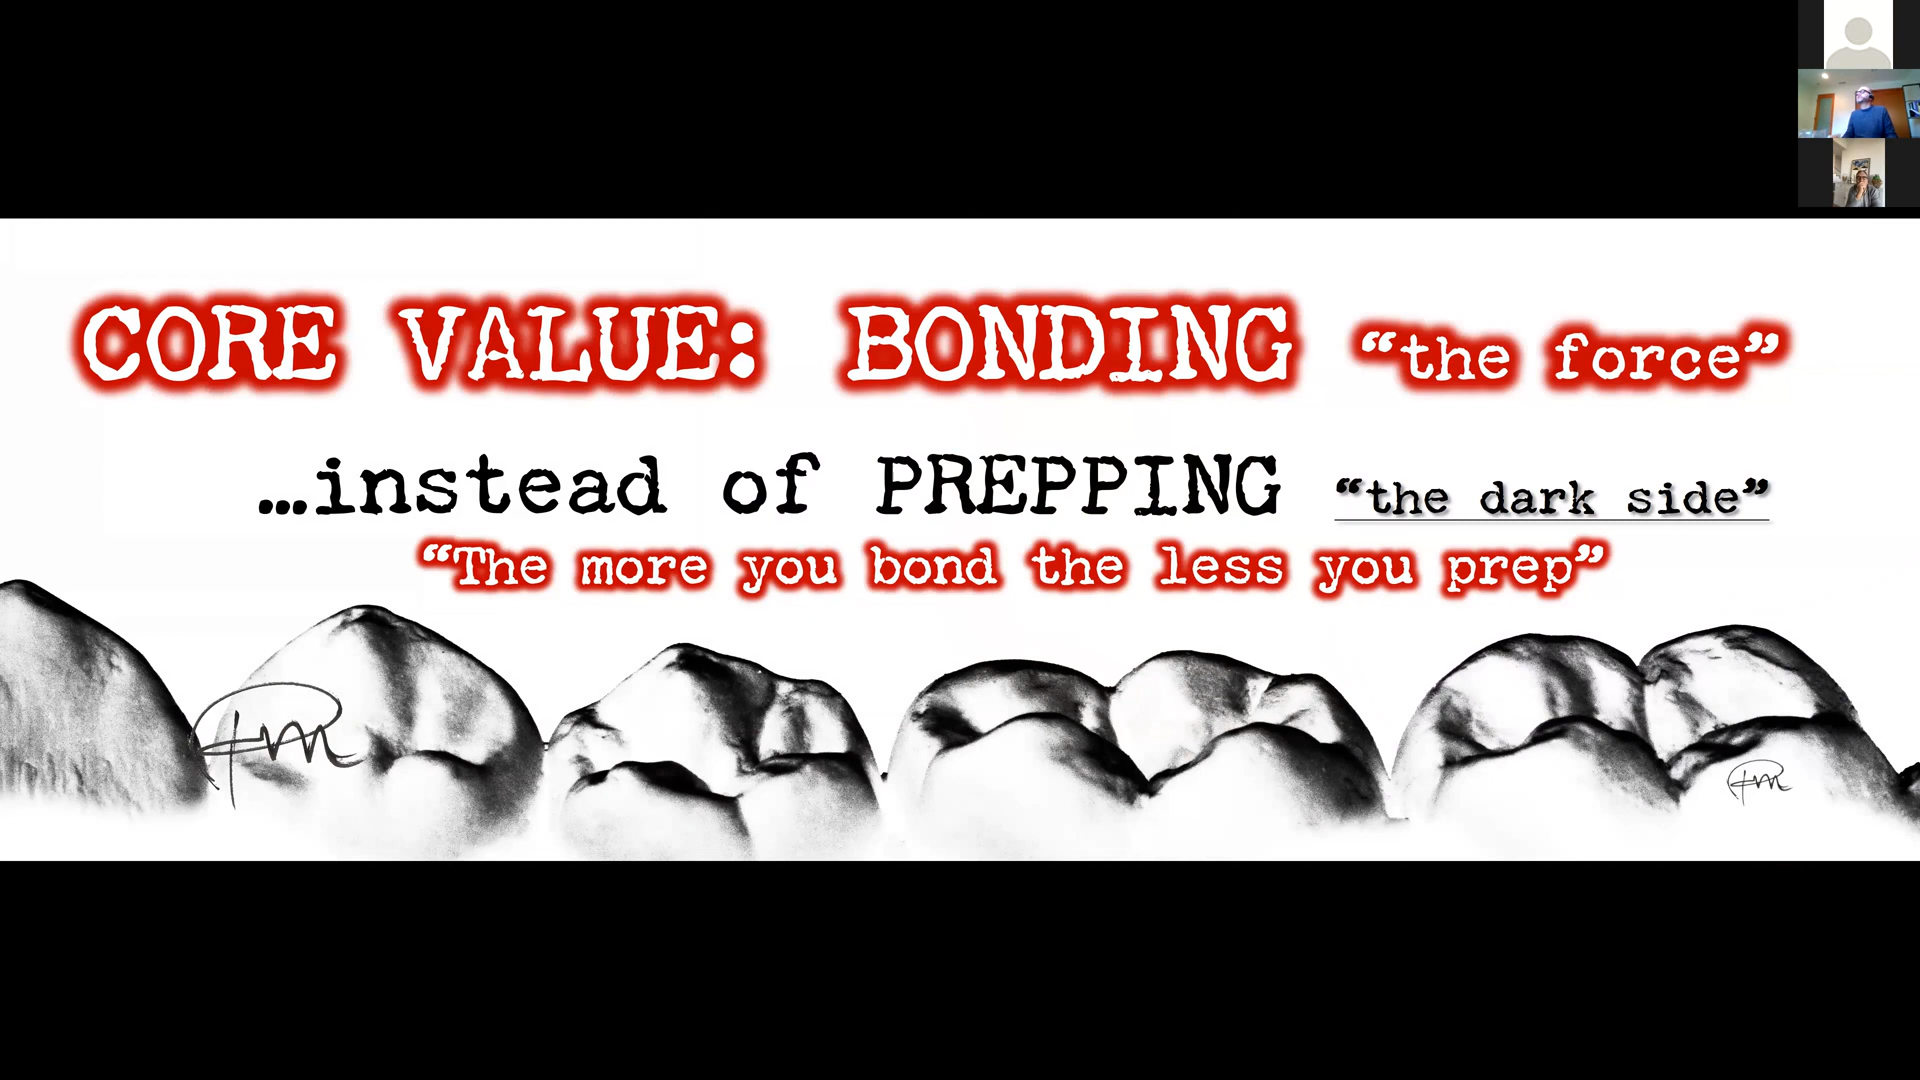 CORE VALUE: BONDING “the force”
…instead of PREPPING “the dark side”
“The more you bond the less you prep”